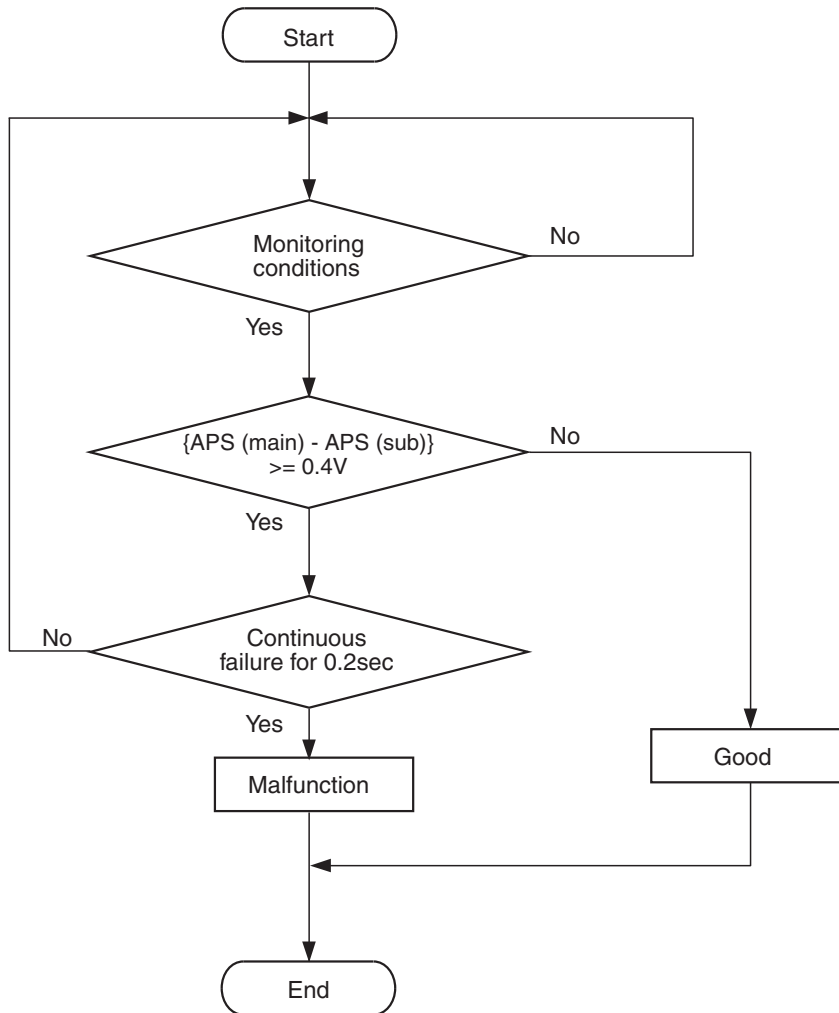 Start
Monitoring
conditions
No
Yes
{APS (main) - APS (sub)}
>= 0.4V
No
Yes
Continuous
failure for 0.2sec
No
Yes
Malfunction
Good
End